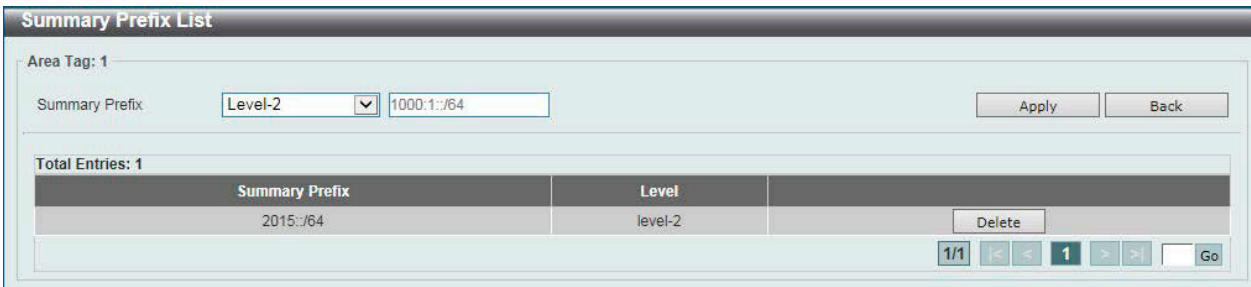 Summary Prefix List
Area Tag: 1
Summary Prefix Level-2 1000:1::/64 Apply Back
Total Entries: 1
Summary Prefix Level
2015::/64 level-2 Delete
1/1 |< < 1 > >| Go